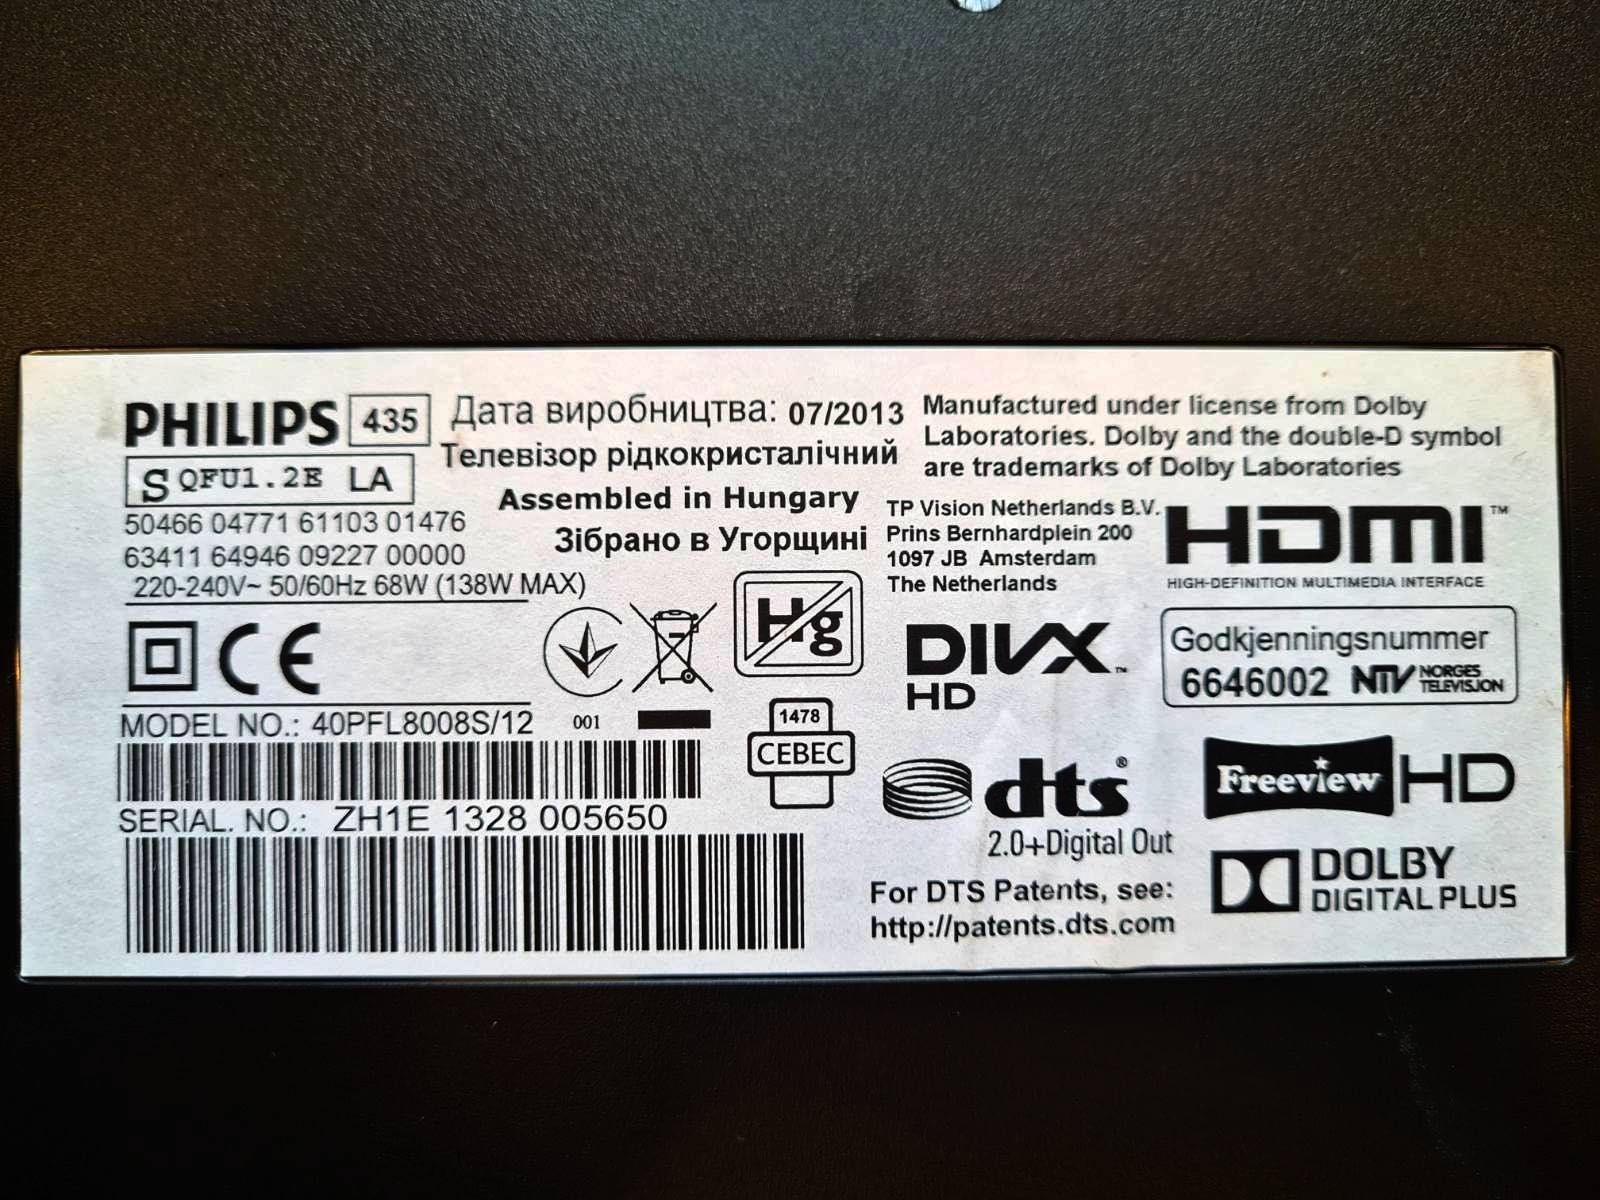 PHILIPS 435
S QFU1.2E LA
50466 04771 61103 01476
63411 64946 09227 00000
220-240V~ 50/60Hz 68W (138W MAX)
Дата виробництва: 07/2013
Телевізор рідкокристалічний
Assembled in Hungary
Зібрано в Угорщині
Manufactured under license from Dolby
Laboratories. Dolby and the double-D symbol
are trademarks of Dolby Laboratories
TP Vision Netherlands B.V.
Prins Bernhardplein 200
1097 JB Amsterdam
The Netherlands
HDMI™
HIGH-DEFINITION MULTIMEDIA INTERFACE
CE
001
Hg
MODEL NO.: 40PFL8008S/12
SERIAL. NO.: ZH1E 1328 005650
1478
CEBEC
DIVX™
HD
Godkjenningsnummer
6646002 NTV NORGES
TELEVISJON
dts®
2.0+Digital Out
For DTS Patents, see:
http://patents.dts.com
Freeview HD
DOLBY
DIGITAL PLUS